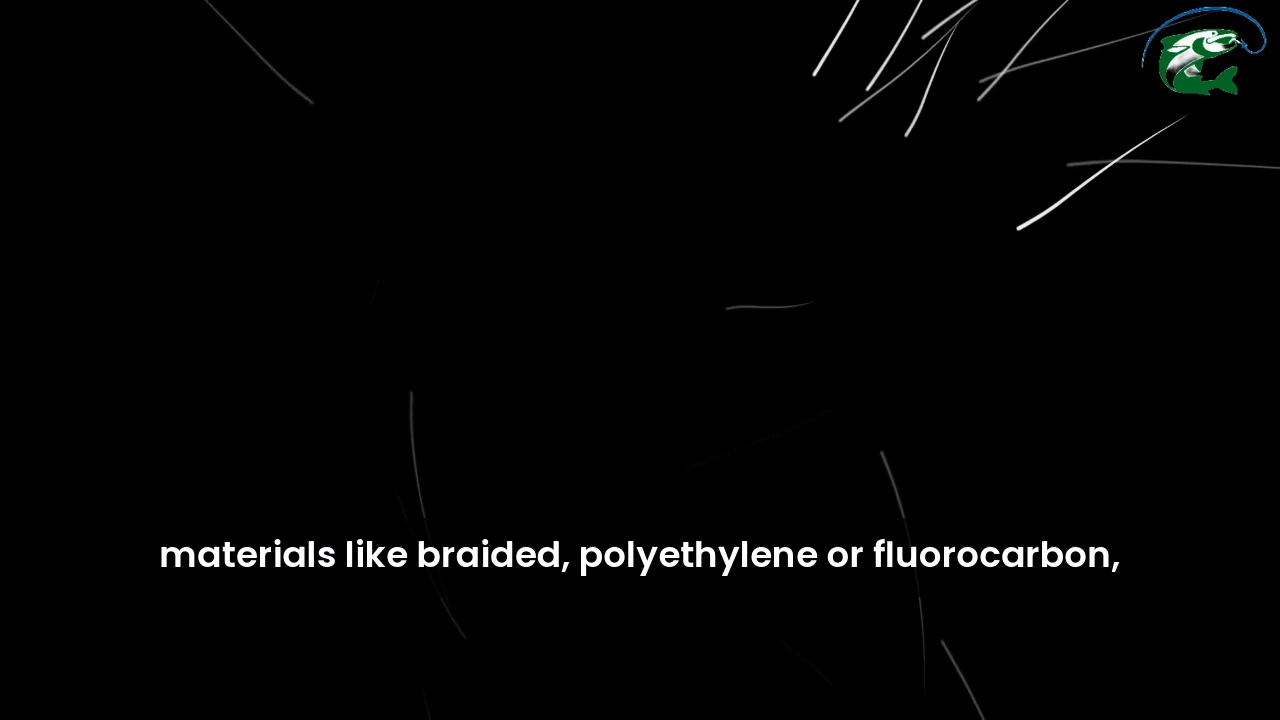 materials like braided, polyethylene or fluorocarbon,